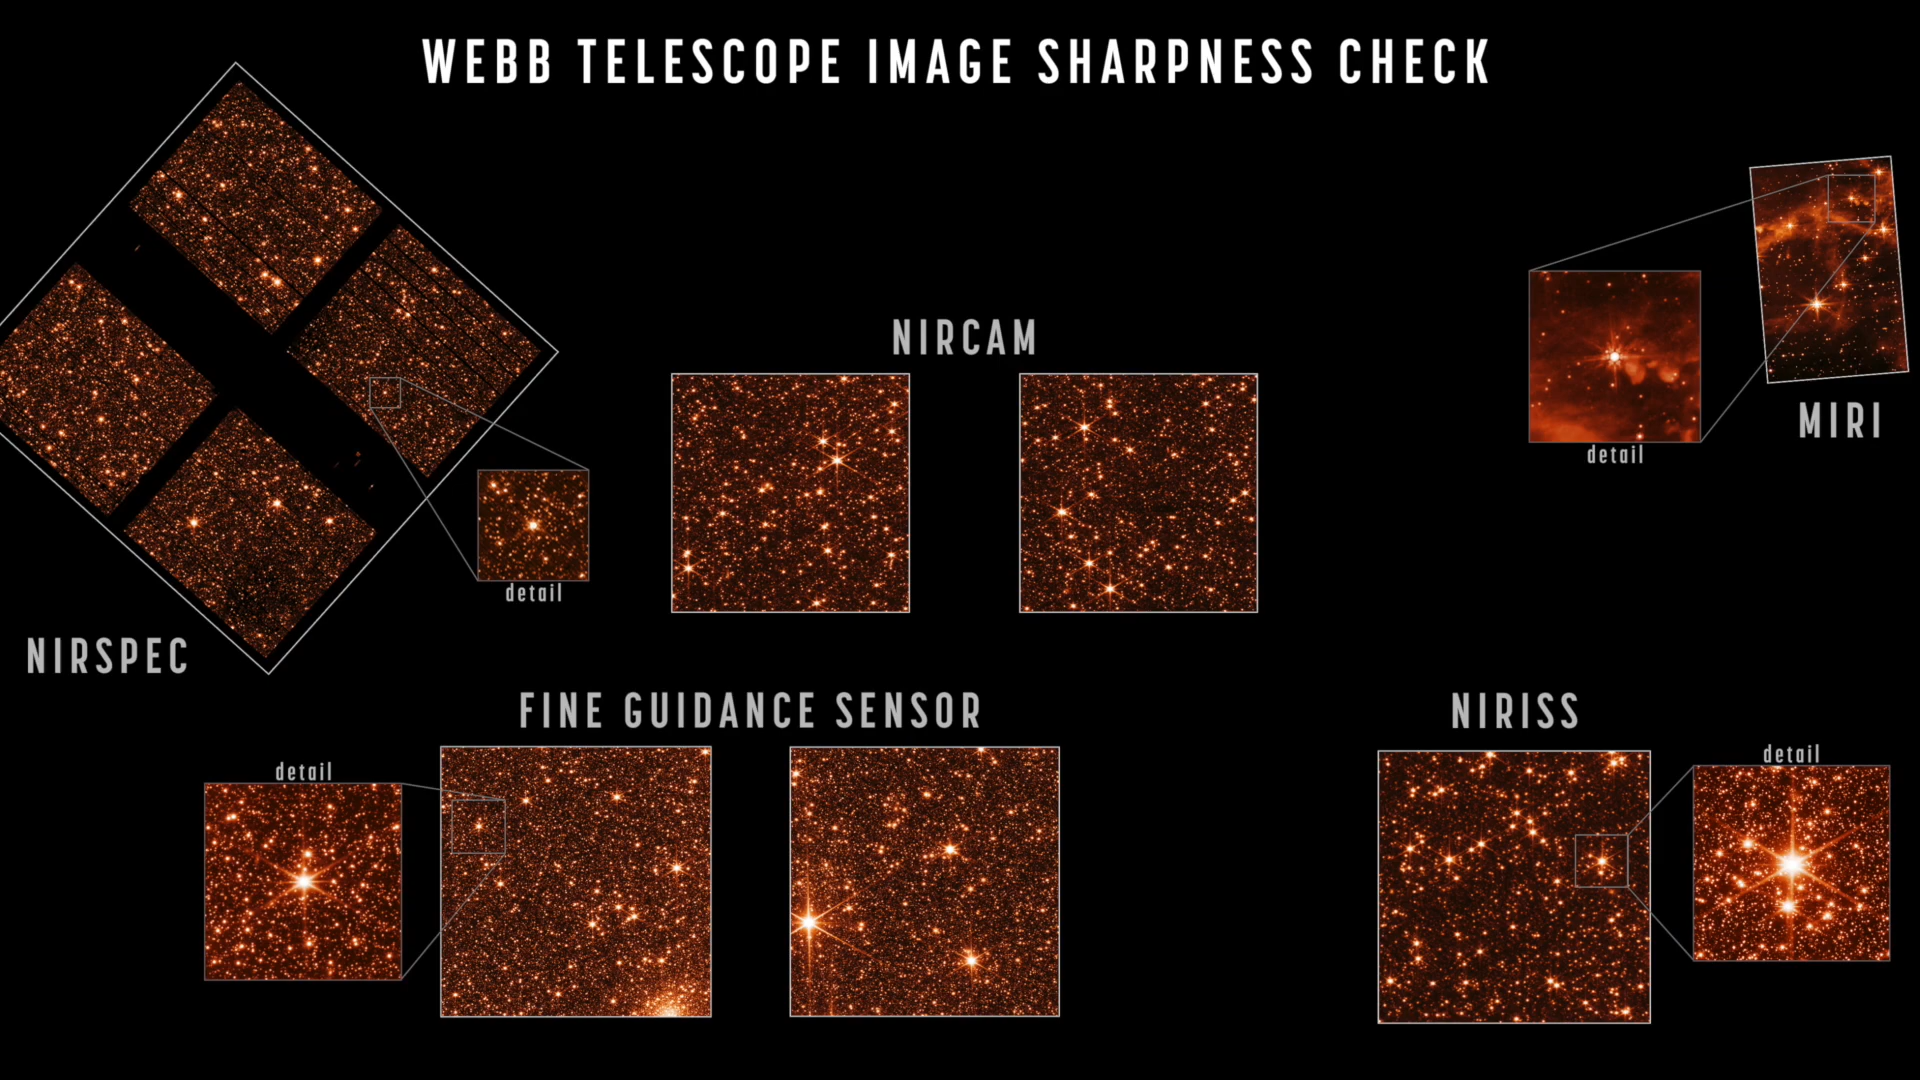 WEBB TELESCOPE IMAGE SHARPNESS CHECK
NIRCAM
MIRI
detail
detail
NIRSPEC
FINE GUIDANCE SENSOR
NIRISS
detail
detail